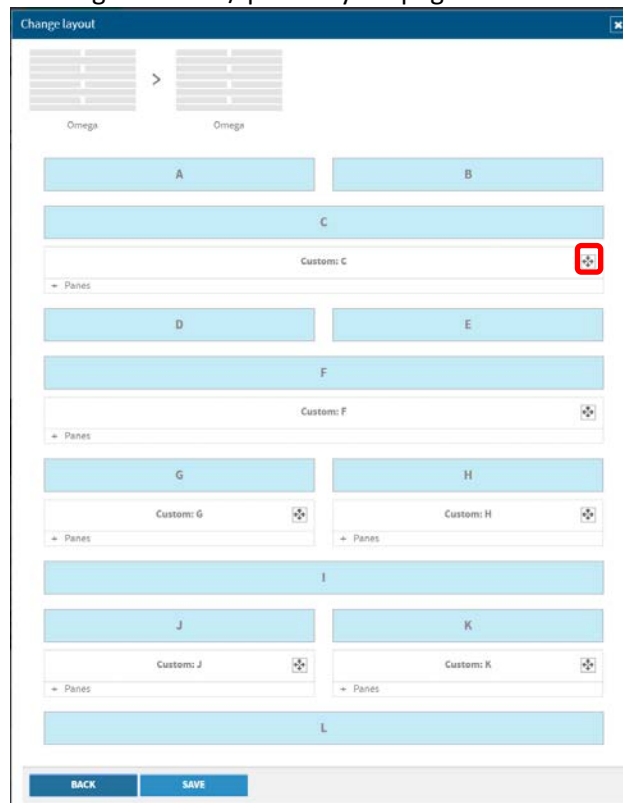 Change layout
>
Omega Omega
A B
C
Custom: C
Panes
D E
F
Custom: F
Panes
G H
Custom: G Custom: H
Panes Panes
I
J K
Custom: J Custom: K
Panes Panes
L
BACK SAVE